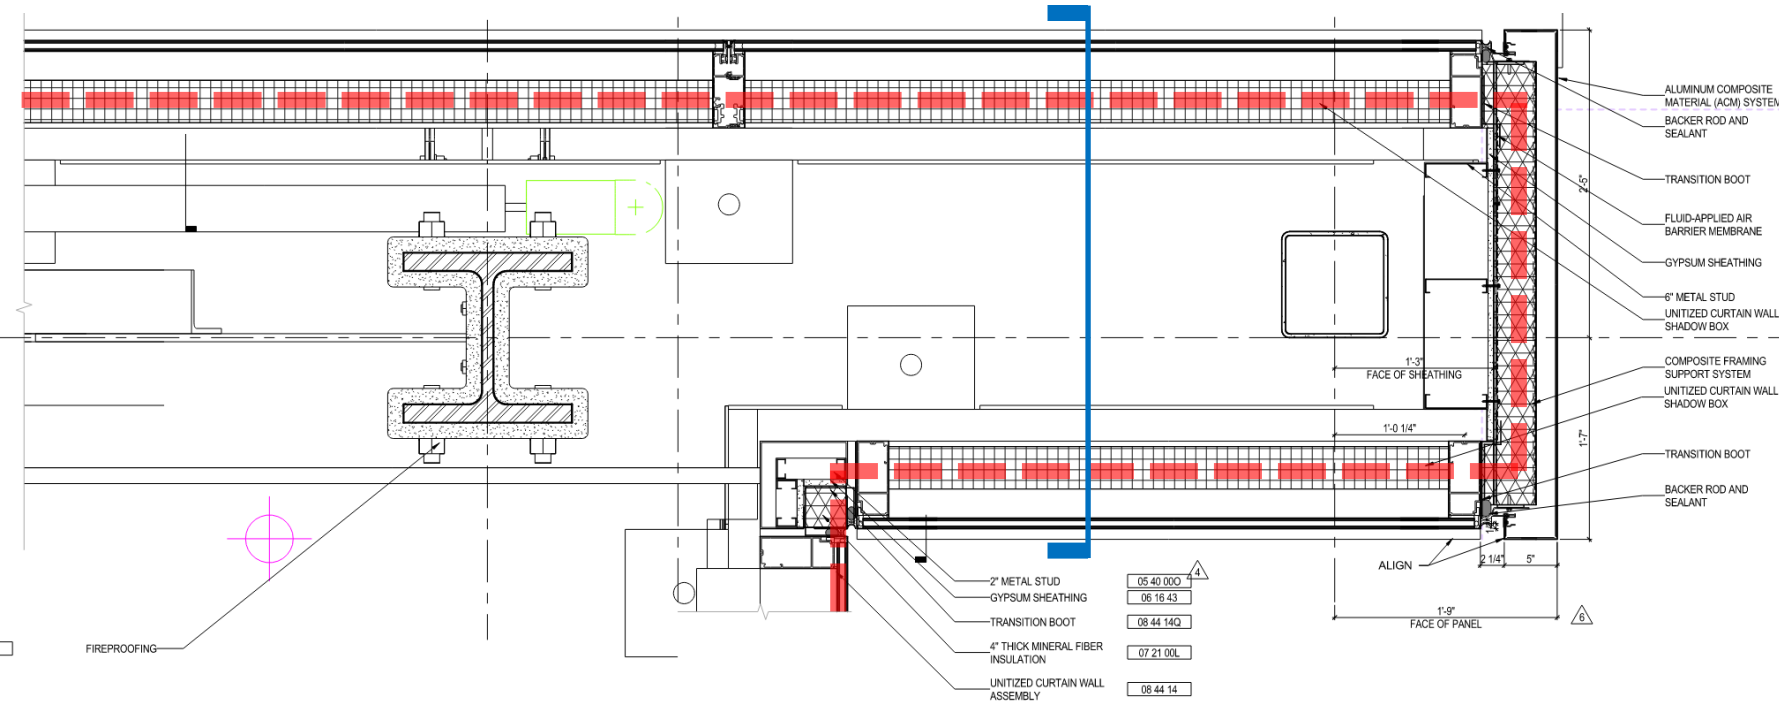 ALUMINUM COMPOSITE
MATERIAL (ACM) SYSTEM
BACKER ROD AND
SEALANT
TRANSITION BOOT
2'-5"
FLUID-APPLIED AIR
BARRIER MEMBRANE
GYPSUM SHEATHING
6" METAL STUD
UNITIZED CURTAIN WALL
SHADOW BOX
1'-3"
FACE OF SHEATHING
COMPOSITE FRAMING
SUPPORT SYSTEM
UNITIZED CURTAIN WALL
SHADOW BOX
1'-0 1/4"
1'-7"
TRANSITION BOOT
BACKER ROD AND
SEALANT
ALIGN
2 1/4"
5"
1'-9"
FACE OF PANEL
6
2" METAL STUD
05 40 00O
4
GYPSUM SHEATHING
06 16 43
TRANSITION BOOT
08 44 14Q
4" THICK MINERAL FIBER
INSULATION
07 21 00L
UNITIZED CURTAIN WALL
ASSEMBLY
08 44 14
FIREPROOFING